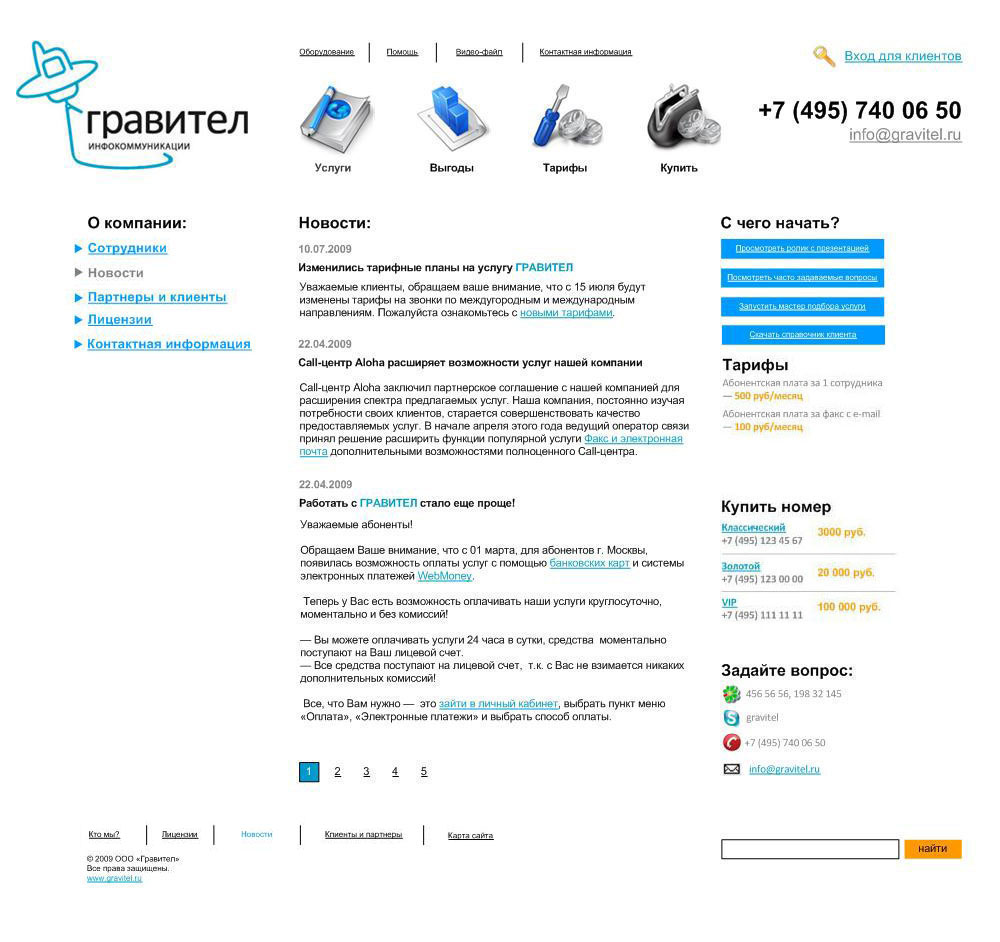 Оборудование
Помощь
Видео-файл
Контактная информация
Вход для клиентов
гравител
ИНФОКОММУНИКАЦИИ
+7 (495) 740 06 50
info@gravitel.ru
Услуги
Выгоды
Тарифы
Купить
О компании:
Сотрудники
Новости
Партнеры и клиенты
Лицензии
Контактная информация
Новости:
10.07.2009
Изменились тарифные планы на услугу ГРАВИТЕЛ
Уважаемые клиенты, обращаем ваше внимание, что с 15 июля будут
изменены тарифы на звонки по междугородным и международным
направлениям. Пожалуйста ознакомьтесь с новыми тарифами.
22.04.2009
Call-центр Aloha расширяет возможности услуг нашей компании
Call-центр Aloha заключил партнерское соглашение с нашей компанией для
расширения спектра предлагаемых услуг. Наша компания, постоянно изучая
потребности своих клиентов, старается совершенствовать качество
предоставляемых услуг. В начале апреля этого года ведущий оператор связи
принял решение расширить функции популярной услуги Факс и электронная
почта дополнительными возможностями полноценного Call-центра.
22.04.2009
Работать с ГРАВИТЕЛ стало еще проще!
Уважаемые абоненты!
Обращаем Ваше внимание, что с 01 марта, для абонентов г. Москвы,
появилась возможность оплаты услуг с помощью банковских карт и системы
электронных платежей WebMoney.
Теперь у Вас есть возможность оплачивать наши услуги круглосуточно,
моментально и без комиссий!
— Вы можете оплачивать услуги 24 часа в сутки, средства моментально
поступают на Ваш лицевой счет.
— Все средства поступают на лицевой счет, т.к. с Вас не взимается никаких
дополнительных комиссий!
Все, что Вам нужно — это зайти в личный кабинет, выбрать пункт меню
«Оплата», «Электронные платежи» и выбрать способ оплаты.
1 2 3 4 5
С чего начать?
Просмотреть ролик с презентацией
Посмотреть часто задаваемые вопросы
Запустить мастер подбора услуги
Скачать справочник клиента
Тарифы
Абонентская плата за 1 сотрудника
— 500 руб/месяц
Абонентская плата за факс с e-mail
— 100 руб/месяц
Купить номер
Классический
+7 (495) 123 45 67
3000 руб.
Золотой
+7 (495) 123 00 00
20 000 руб.
VIP
+7 (495) 111 11 11
100 000 руб.
Задайте вопрос:
456 56 56, 198 32 145
gravitel
+7 (495) 740 06 50
info@gravitel.ru
Кто мы?
Лицензии
Новости
Клиенты и партнеры
Карта сайта
найти
© 2009 ООО «Гравител»
Все права защищены.
www.gravitel.ru